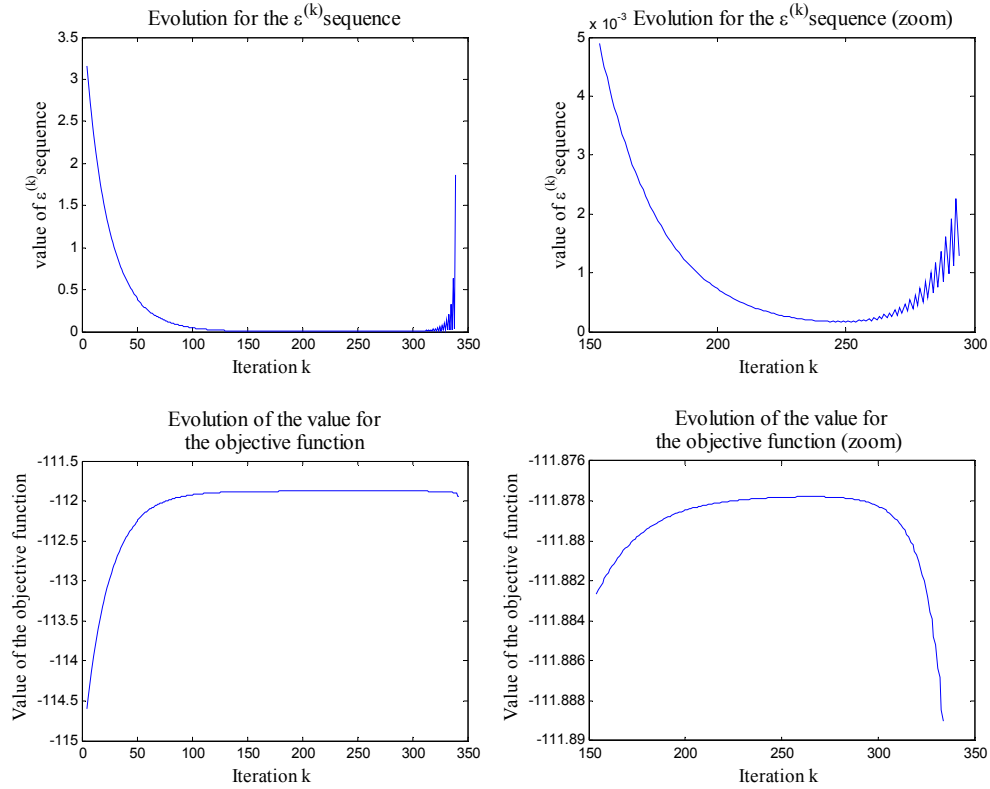 Evolution for the ε(k) sequence
3.5
3
2.5
2
1.5
1
0.5
0
0 50 100 150 200 250 300 350
value of ε(k) sequence
Iteration k
x 10-3 Evolution for the ε(k) sequence (zoom)
5
4
3
2
1
0
150 200 250 300
value of ε(k) sequence
Iteration k
Evolution of the value for
the objective function
-111.5
-112
-112.5
-113
-113.5
-114
-114.5
-115
0 50 100 150 200 250 300 350
Value of the objective function
Iteration k
Evolution of the value for
the objective function (zoom)
-111.876
-111.878
-111.88
-111.882
-111.884
-111.886
-111.888
-111.89
150 200 250 300 350
Value of the objective function
Iteration k